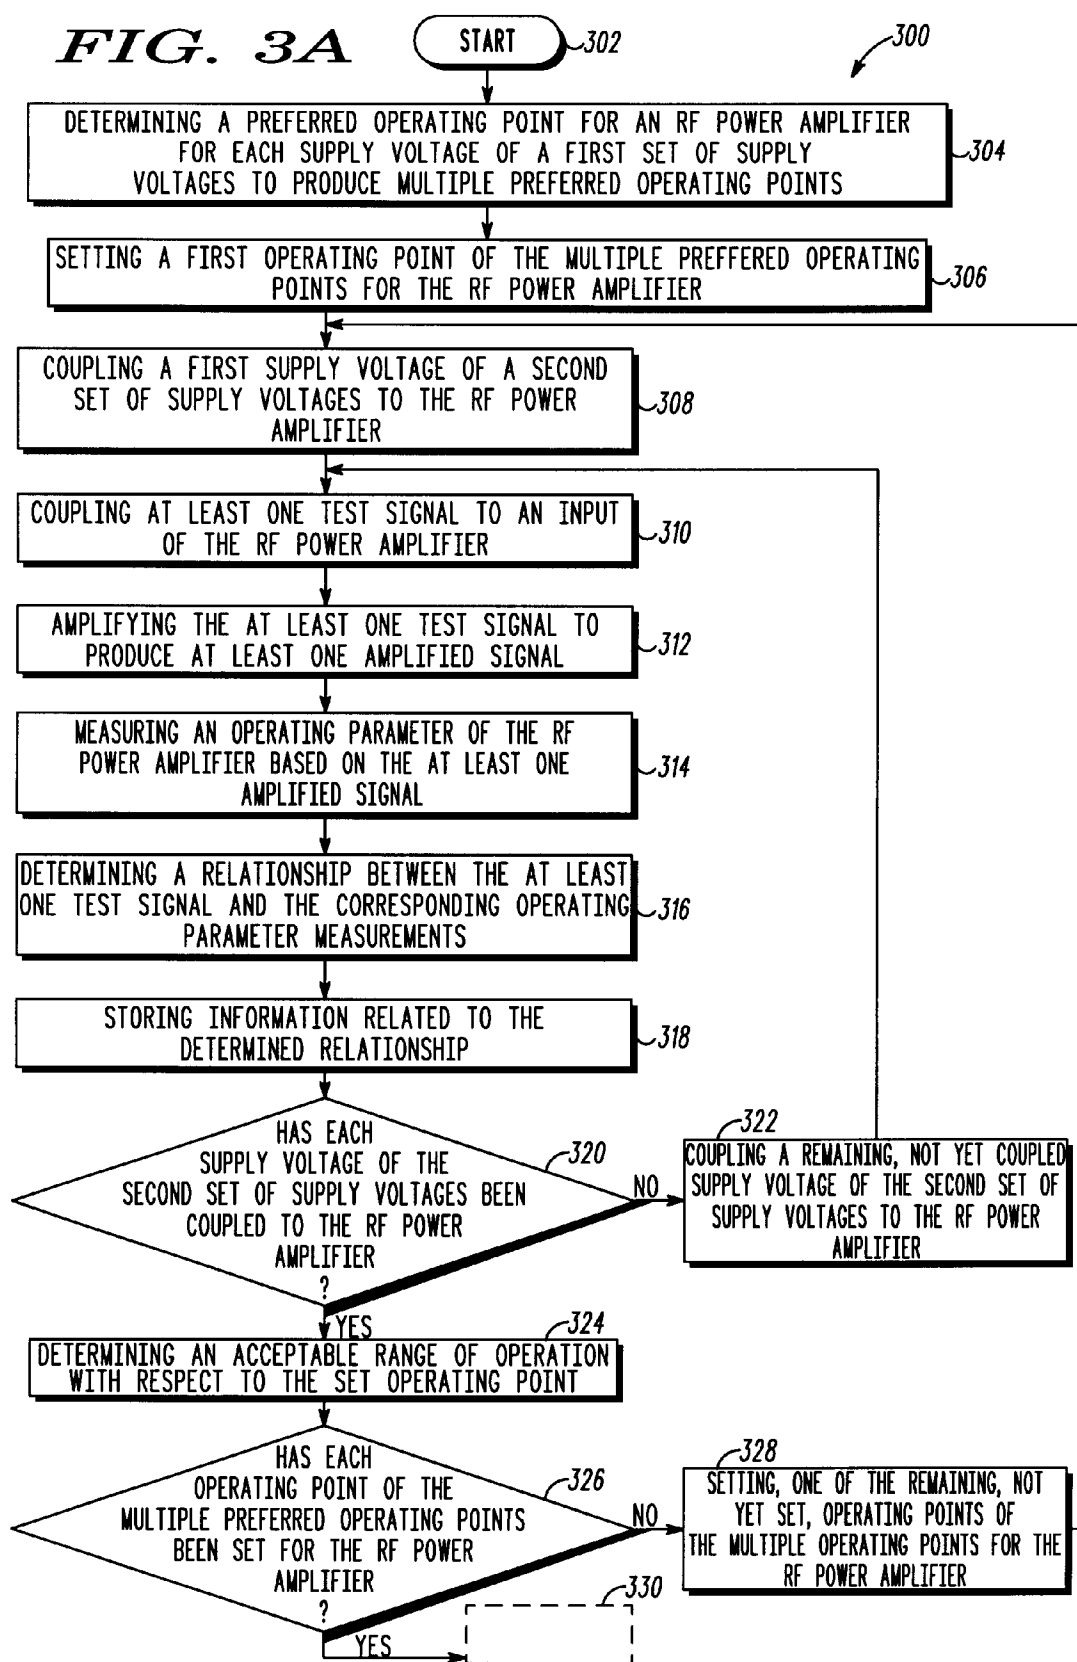 FIG. 3A
START
302
300
DETERMINING A PREFERRED OPERATING POINT FOR AN RF POWER AMPLIFIER
FOR EACH SUPPLY VOLTAGE OF A FIRST SET OF SUPPLY
VOLTAGES TO PRODUCE MULTIPLE PREFERRED OPERATING POINTS
304
SETTING A FIRST OPERATING POINT OF THE MULTIPLE PREFFERED OPERATING
POINTS FOR THE RF POWER AMPLIFIER
306
COUPLING A FIRST SUPPLY VOLTAGE OF A SECOND
SET OF SUPPLY VOLTAGES TO THE RF POWER
AMPLIFIER
308
COUPLING AT LEAST ONE TEST SIGNAL TO AN INPUT
OF THE RF POWER AMPLIFIER
310
AMPLIFYING THE AT LEAST ONE TEST SIGNAL TO
PRODUCE AT LEAST ONE AMPLIFIED SIGNAL
312
MEASURING AN OPERATING PARAMETER OF THE RF
POWER AMPLIFIER BASED ON THE AT LEAST ONE
AMPLIFIED SIGNAL
314
DETERMINING A RELATIONSHIP BETWEEN THE AT LEAST
ONE TEST SIGNAL AND THE CORRESPONDING OPERATING
PARAMETER MEASUREMENTS
316
STORING INFORMATION RELATED TO THE
DETERMINED RELATIONSHIP
318
HAS EACH
SUPPLY VOLTAGE OF THE
SECOND SET OF SUPPLY VOLTAGES BEEN
COUPLED TO THE RF POWER
AMPLIFIER
?
320
NO
322
COUPLING A REMAINING, NOT YET COUPLED
SUPPLY VOLTAGE OF THE SECOND SET OF
SUPPLY VOLTAGES TO THE RF POWER
AMPLIFIER
YES
324
DETERMINING AN ACCEPTABLE RANGE OF OPERATION
WITH RESPECT TO THE SET OPERATING POINT
HAS EACH
OPERATING POINT OF THE
MULTIPLE PREFERRED OPERATING POINTS
BEEN SET FOR THE RF POWER
AMPLIFIER
?
326
NO
328
SETTING, ONE OF THE REMAINING, NOT
YET SET, OPERATING POINTS OF
THE MULTIPLE OPERATING POINTS FOR THE
RF POWER AMPLIFIER
YES
330